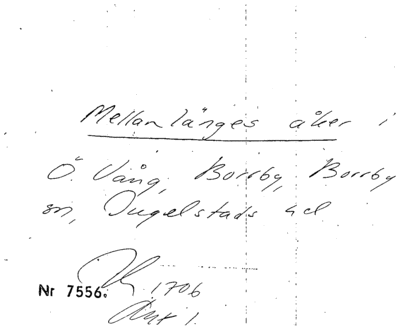 Mellanlänges åker i
Ö. Vång, Borrby, Borrby
sn, Ingelstads hd
Nr 7556. 1706